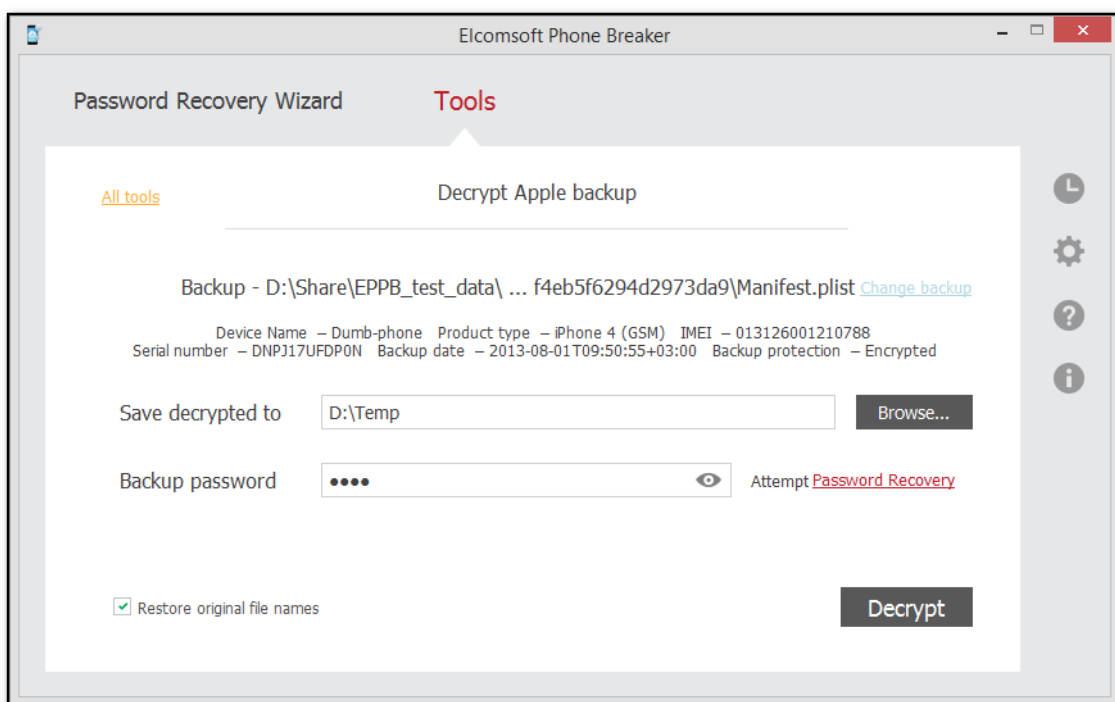 Elcomsoft Phone Breaker
Password Recovery Wizard Tools
All tools
Decrypt Apple backup
Backup - D:\Share\EPPB_test_data\ ... f4eb5f6294d2973da9\Manifest.plist Change backup
Device Name – Dumb-phone Product type – iPhone 4 (GSM) IMEI – 013126001210788
Serial number – DNPJ17UFDP0N Backup date – 2013-08-01T09:50:55+03:00 Backup protection – Encrypted
Save decrypted to D:\Temp Browse...
Backup password •••• Attempt Password Recovery
Restore original file names Decrypt